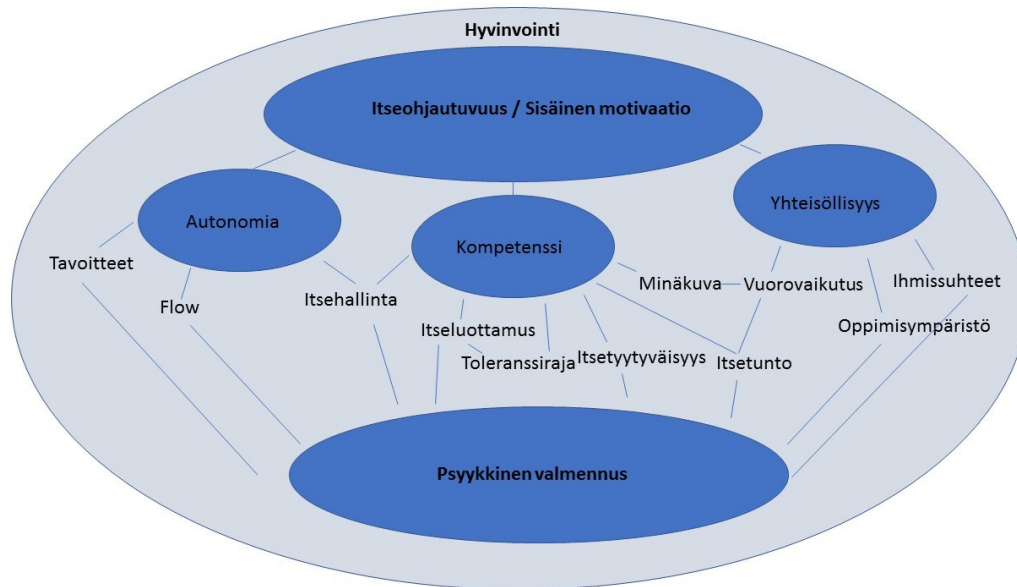 Hyvinvointi
Itseohjautuvuus / Sisäinen motivaatio
Autonomia
Kompetenssi
Yhteisöllisyys
Tavoitteet
Flow
Itsehallinta
Minäkuva
Vuorovaikutus
Ihmissuhteet
Itseluottamus
Oppimisympäristö
Toleranssiraja
Itsetyytyväisyys
Itsetunto
Psyykkinen valmennus